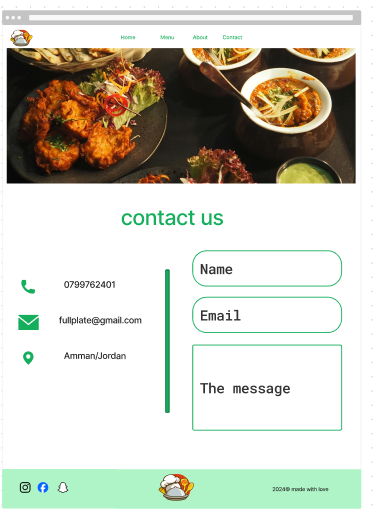 Home Menu About Contact
contact us
0799762401
fullplate@gmail.com
Amman/Jordan
Name
Email
The message
2024© made with love